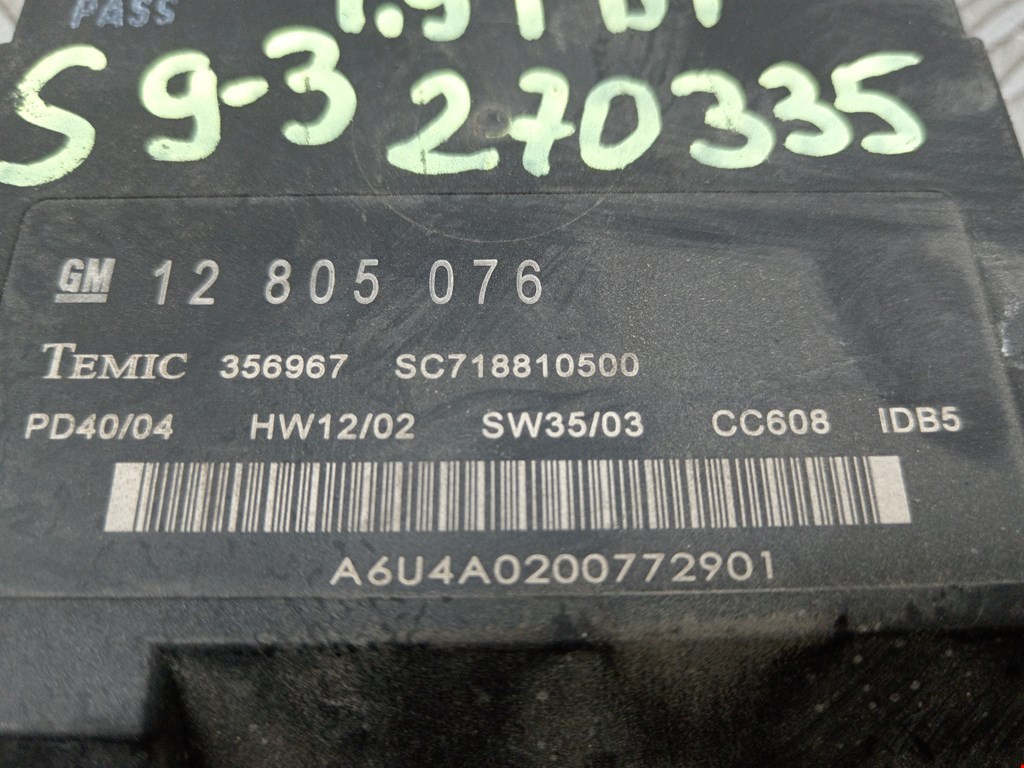 PASS
S 9-3
270335
GM 12 805 076
TEMIC 356967 SC718810500
PD40/04 HW12/02 SW35/03 CC608 IDB5
A6U4A0200772901